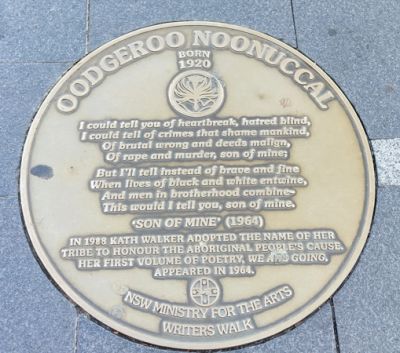 OODGEROO NOONUCCAL
BORN
1920
I could tell you of heartbreak, hatred blind,
I could tell of crimes that shame mankind,
Of brutal wrong and deeds malign,
Of rape and murder, son of mine;
But I'll tell instead of brave and fine
When lives of black and white entwine,
And men in brotherhood combine-
This would I tell you, son of mine.
'SON OF MINE' (1964)
IN 1988 KATH WALKER ADOPTED THE NAME OF HER
TRIBE TO HONOUR THE ABORIGINAL PEOPLE'S CAUSE.
HER FIRST VOLUME OF POETRY, WE ARE GOING,
APPEARED IN 1964.
NSW MINISTRY FOR THE ARTS
WRITERS WALK